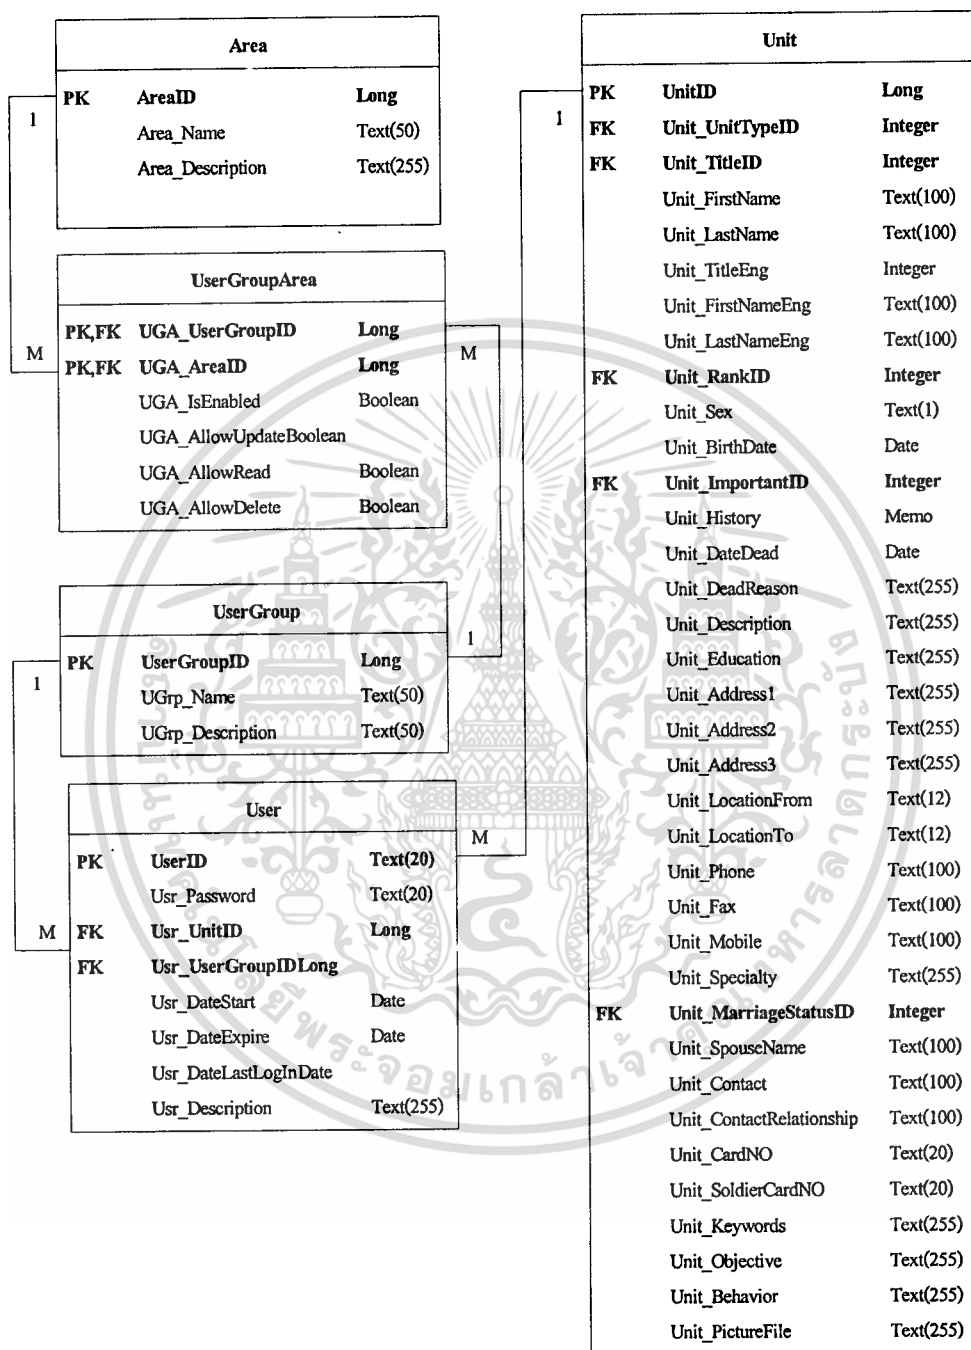 Area
PK AreaID Long
1
Area_Name Text(50)
Area_Description Text(255)
UserGroupArea
PK,FK UGA_UserGroupID Long
M
M
PK,FK UGA_AreaID Long
UGA_IsEnabled Boolean
UGA_AllowUpdateBoolean
UGA_AllowRead Boolean
UGA_AllowDelete Boolean
UserGroup
1
PK UserGroupID Long
1
UGrp_Name Text(50)
UGrp_Description Text(50)
User
M
PK UserID Text(20)
Usr_Password Text(20)
M FK Usr_UnitID Long
FK Usr_UserGroupIDLong
Usr_DateStart Date
Usr_DateExpire Date
Usr_DateLastLogInDate
Usr_Description Text(255)
Unit
PK UnitID Long
1
FK Unit_UnitTypeID Integer
FK Unit_TitleID Integer
Unit_FirstName Text(100)
Unit_LastName Text(100)
Unit_TitleEng Integer
Unit_FirstNameEng Text(100)
Unit_LastNameEng Text(100)
FK Unit_RankID Integer
Unit_Sex Text(1)
Unit_BirthDate Date
FK Unit_ImportantID Integer
Unit_History Memo
Unit_DateDead Date
Unit_DeadReason Text(255)
Unit_Description Text(255)
Unit_Education Text(255)
Unit_Address1 Text(255)
Unit_Address2 Text(255)
Unit_Address3 Text(255)
Unit_LocationFrom Text(12)
Unit_LocationTo Text(12)
Unit_Phone Text(100)
Unit_Fax Text(100)
Unit_Mobile Text(100)
Unit_Specialty Text(255)
FK Unit_MarriageStatusID Integer
Unit_SpouseName Text(100)
Unit_Contact Text(100)
Unit_ContactRelationship Text(100)
Unit_CardNO Text(20)
Unit_SoldierCardNO Text(20)
Unit_Keywords Text(255)
Unit_Objective Text(255)
Unit_Behavior Text(255)
Unit_PictureFile Text(255)